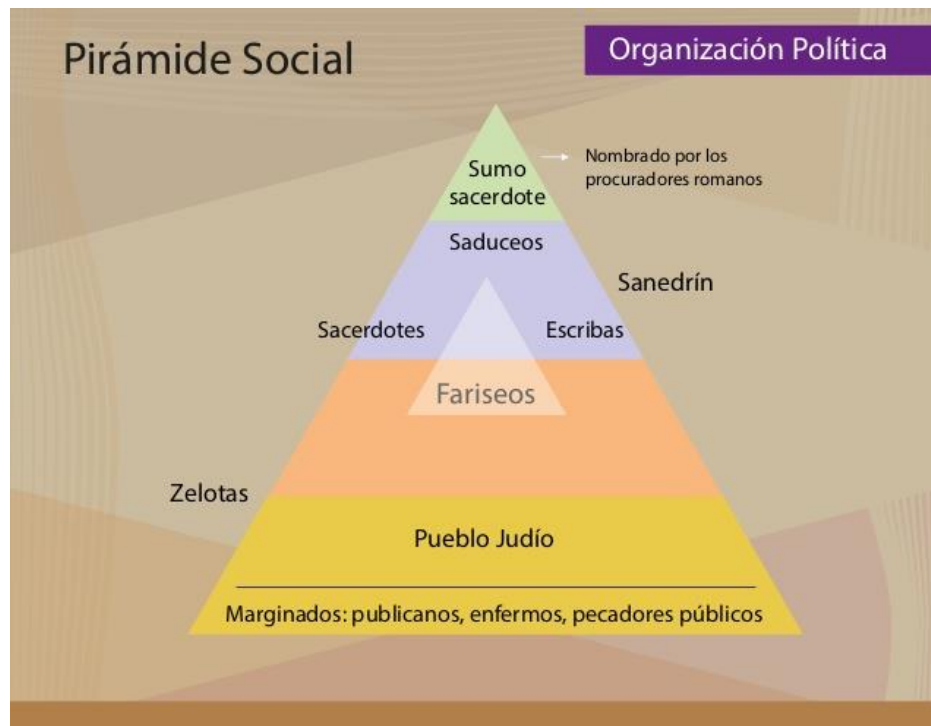 Pirámide Social
Organización Política
Sumo
sacerdote
Nombrado por los
procuradores romanos
Saduceos
Sanedrín
Sacerdotes
Escribas
Fariseos
Zelotas
Pueblo Judío
Marginados: publicanos, enfermos, pecadores públicos